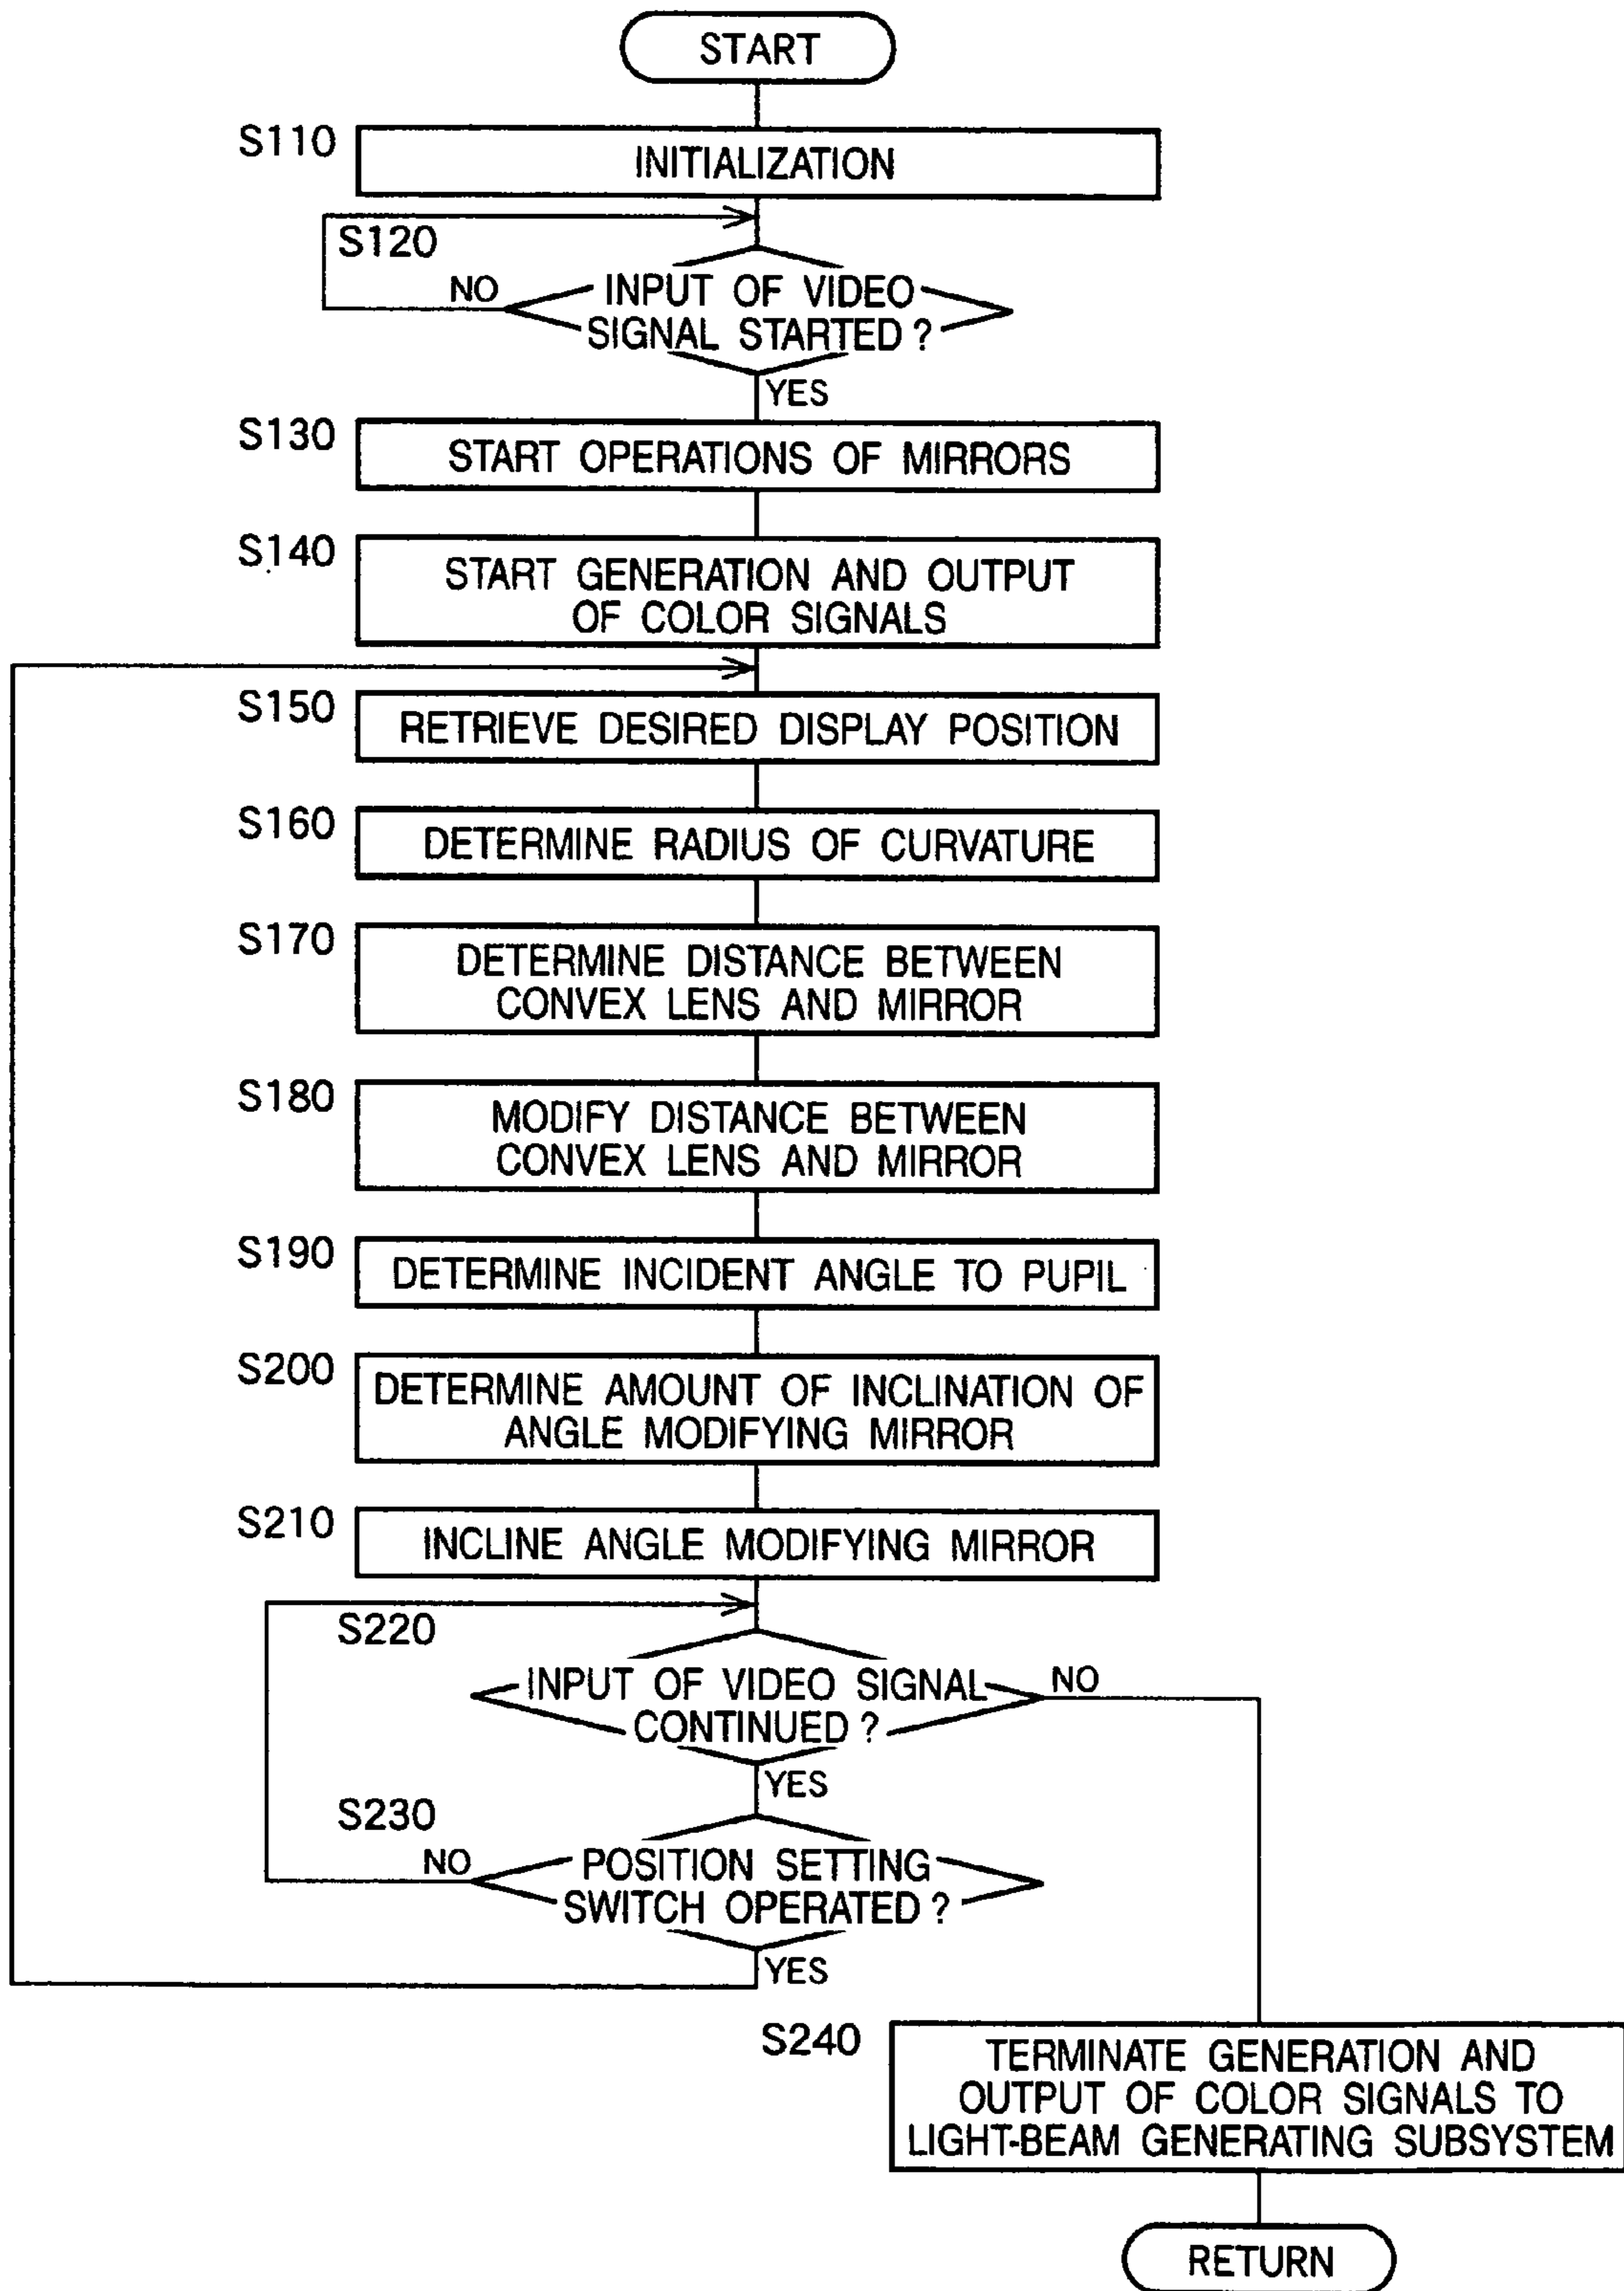 START
S110
INITIALIZATION
S120
NO
INPUT OF VIDEO
SIGNAL STARTED ?
YES
S130
START OPERATIONS OF MIRRORS
S140
START GENERATION AND OUTPUT
OF COLOR SIGNALS
S150
RETRIEVE DESIRED DISPLAY POSITION
S160
DETERMINE RADIUS OF CURVATURE
S170
DETERMINE DISTANCE BETWEEN
CONVEX LENS AND MIRROR
S180
MODIFY DISTANCE BETWEEN
CONVEX LENS AND MIRROR
S190
DETERMINE INCIDENT ANGLE TO PUPIL
S200
DETERMINE AMOUNT OF INCLINATION OF
ANGLE MODIFYING MIRROR
S210
INCLINE ANGLE MODIFYING MIRROR
S220
INPUT OF VIDEO SIGNAL
CONTINUED ?
NO
YES
S230
NO
POSITION SETTING
SWITCH OPERATED ?
YES
S240
TERMINATE GENERATION AND
OUTPUT OF COLOR SIGNALS TO
LIGHT-BEAM GENERATING SUBSYSTEM
RETURN